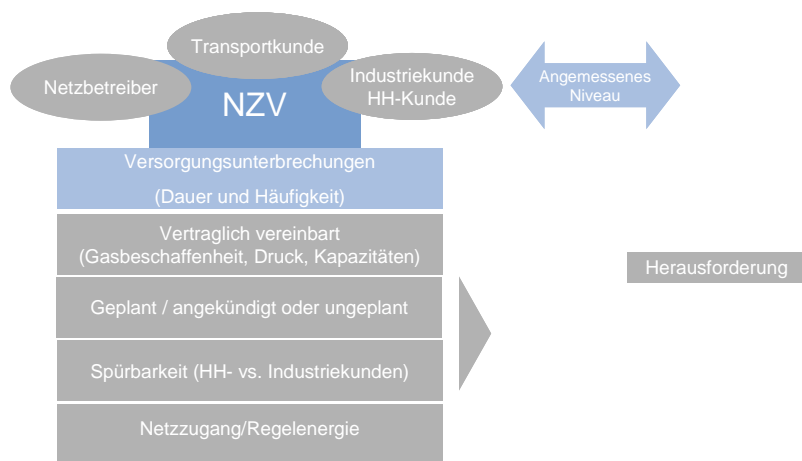 Transportkunde
Netzbetreiber
Industriekunde
HH-Kunde
NZV
Angemessenes
Niveau
Versorgungsunterbrechungen
(Dauer und Häufigkeit)
Vertraglich vereinbart
(Gasbeschaffenheit, Druck, Kapazitäten)
Herausforderung
Geplant / angekündigt oder ungeplant
Spürbarkeit (HH- vs. Industriekunden)
Netzzugang/Regelenergie